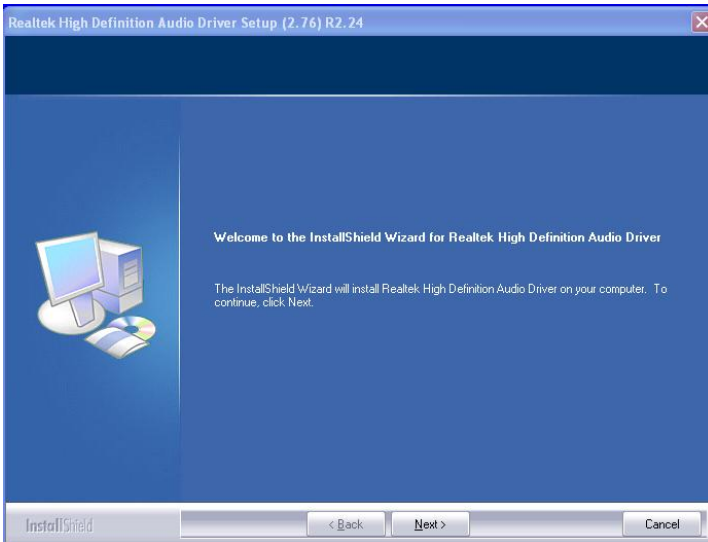 Realtek High Definition Audio Driver Setup (2.76) R2.24
Welcome to the InstallShield Wizard for Realtek High Definition Audio Driver
The InstallShield Wizard will install Realtek High Definition Audio Driver on your computer. To
continue, click Next.
InstallShield
< Back
Next >
Cancel